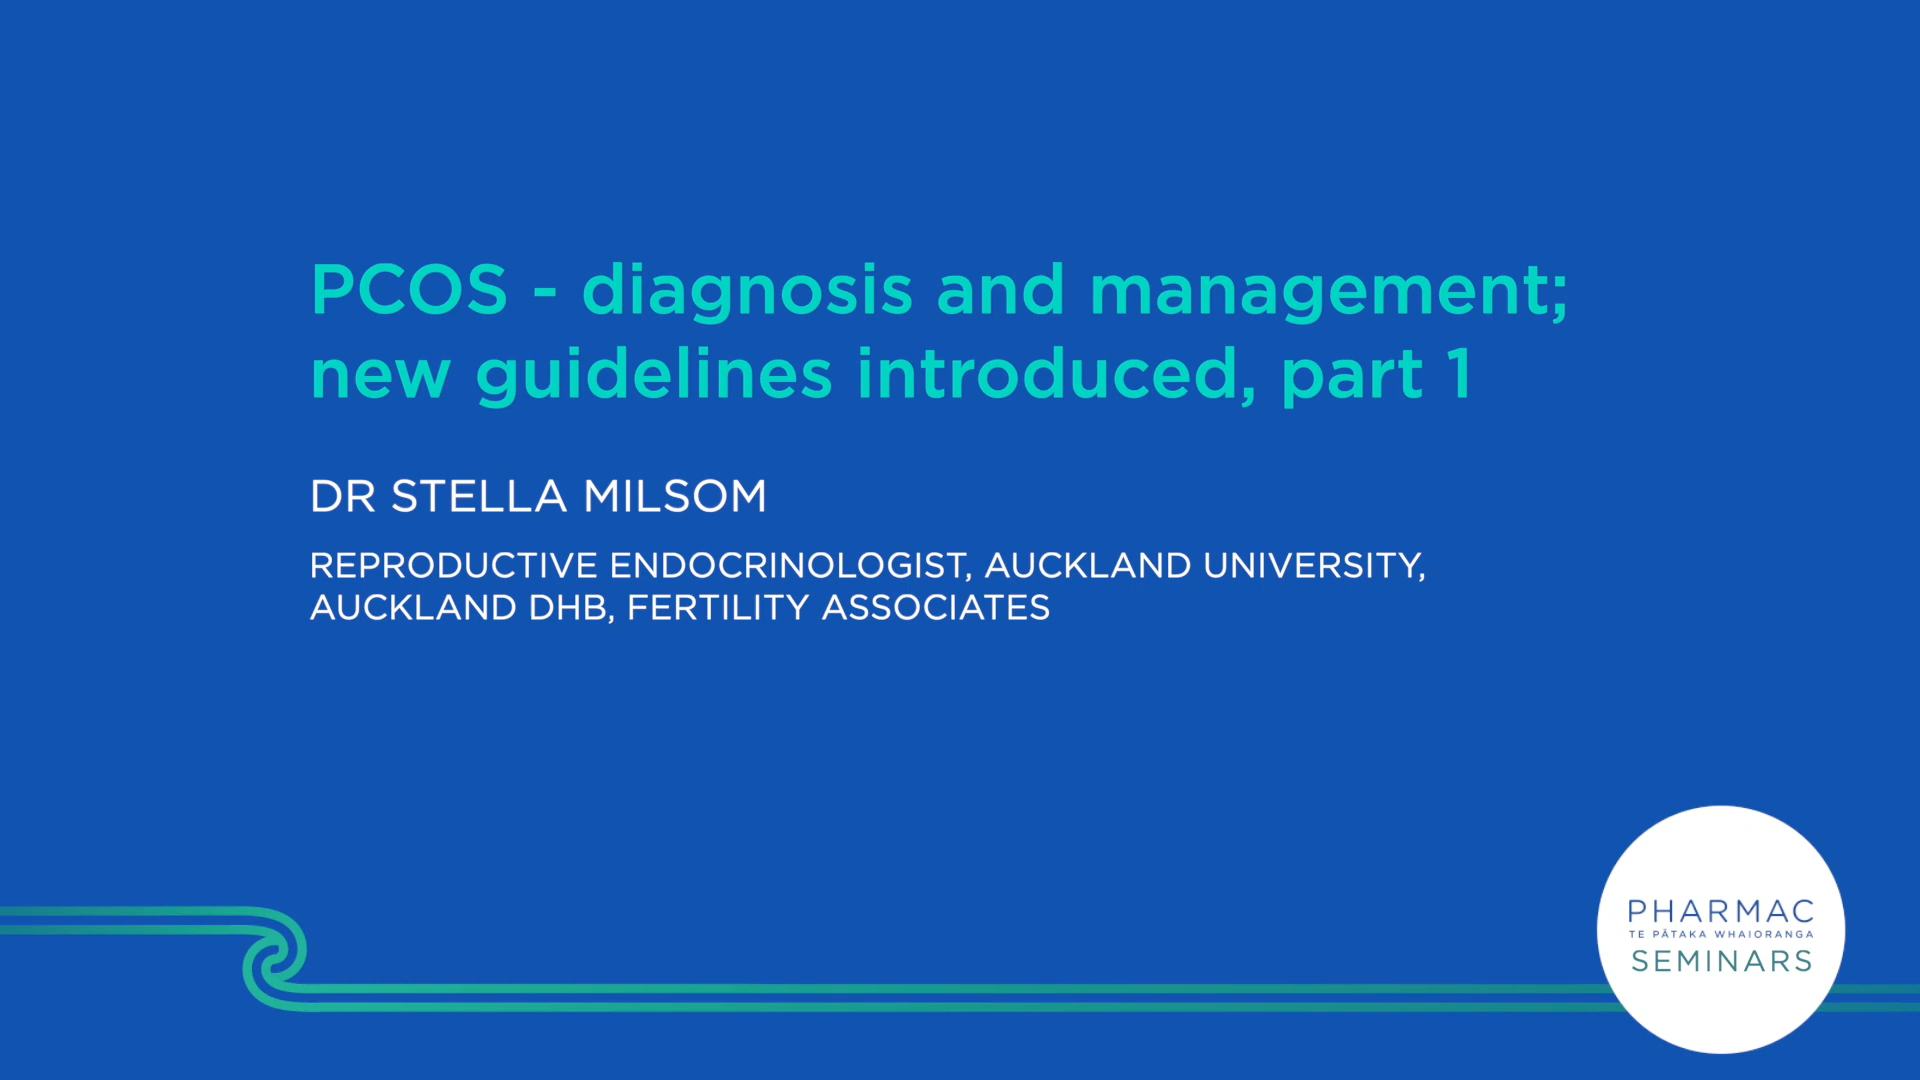 PCOS - diagnosis and management;
new guidelines introduced, part 1
DR STELLA MILSOM
REPRODUCTIVE ENDOCRINOLOGIST, AUCKLAND UNIVERSITY,
AUCKLAND DHB, FERTILITY ASSOCIATES
PHARMAC
TE PĀTAKA WHAIORANGA
SEMINARS